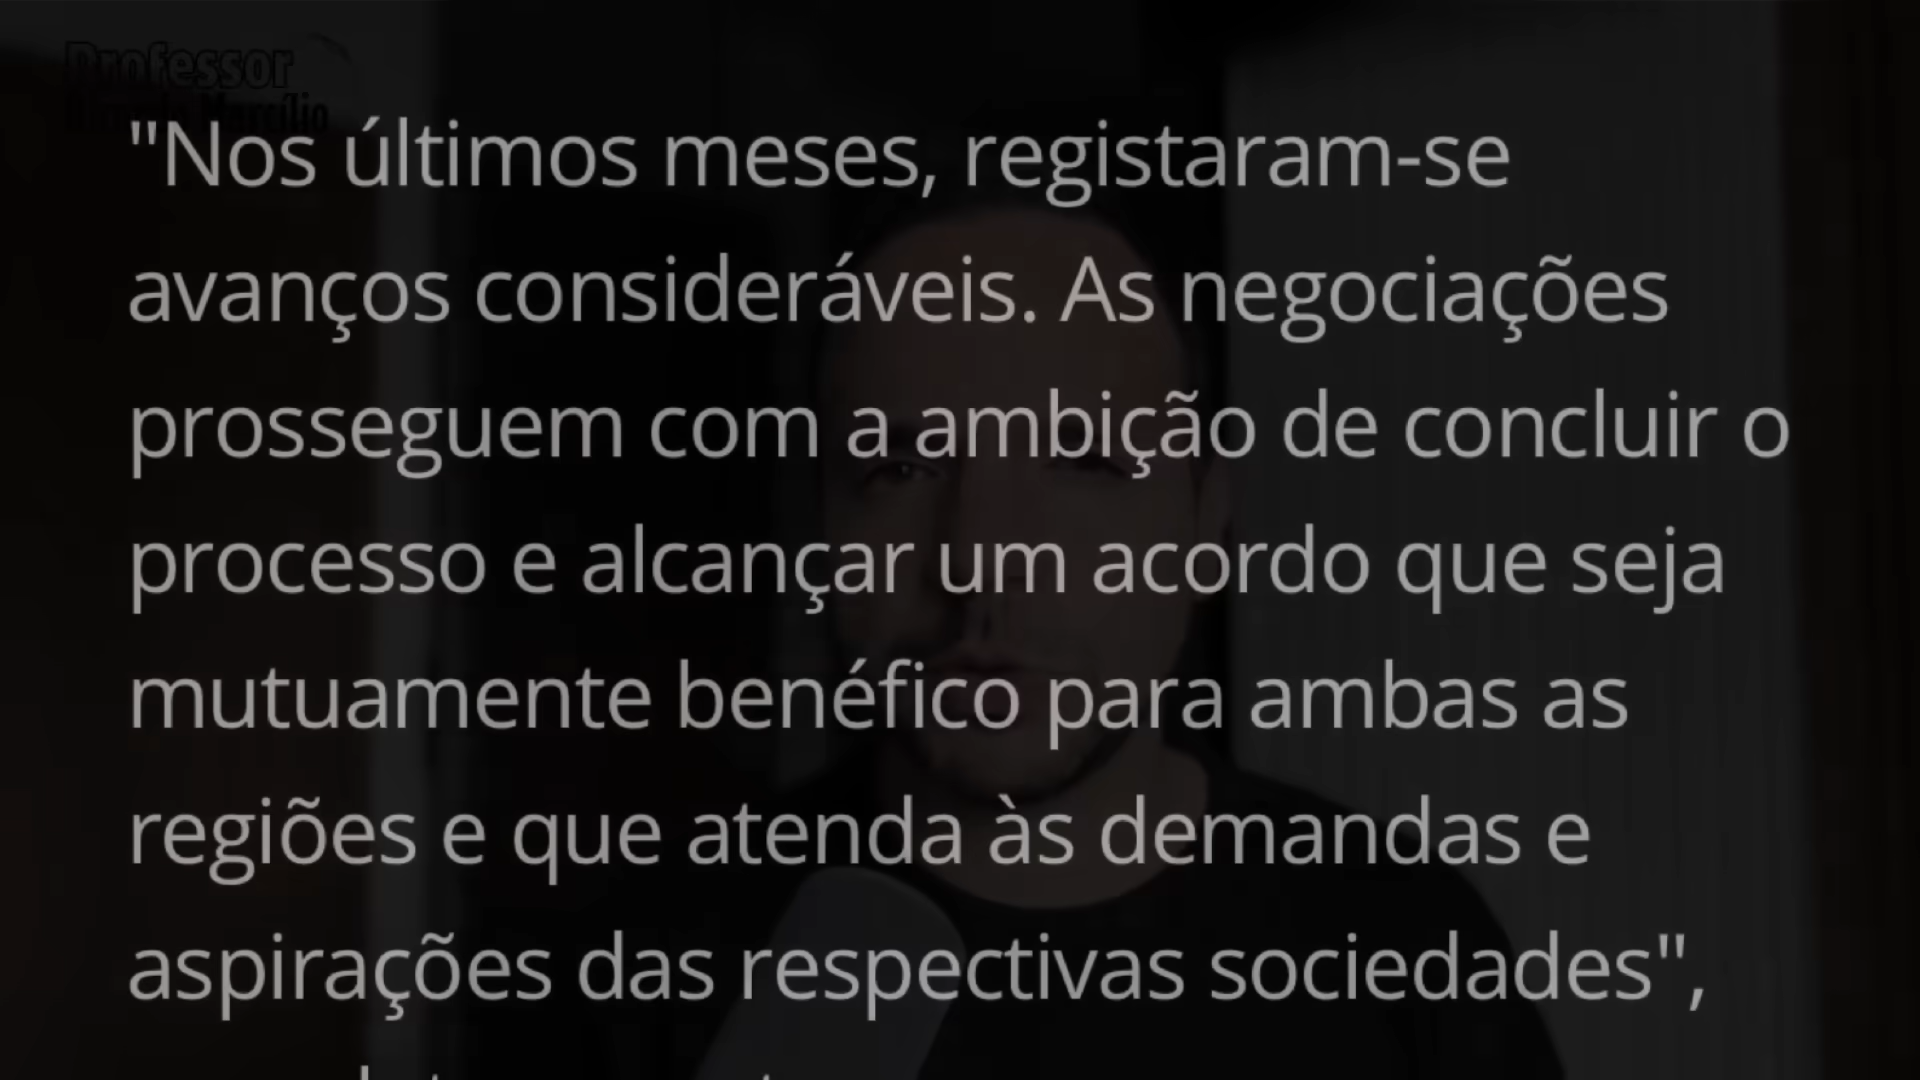 Professor
"Nos últimos meses, registaram-se
avanços consideráveis. As negociações
prosseguem com a ambição de concluir o
processo e alcançar um acordo que seja
mutuamente benéfico para ambas as
regiões e que atenda às demandas e
aspirações das respectivas sociedades",